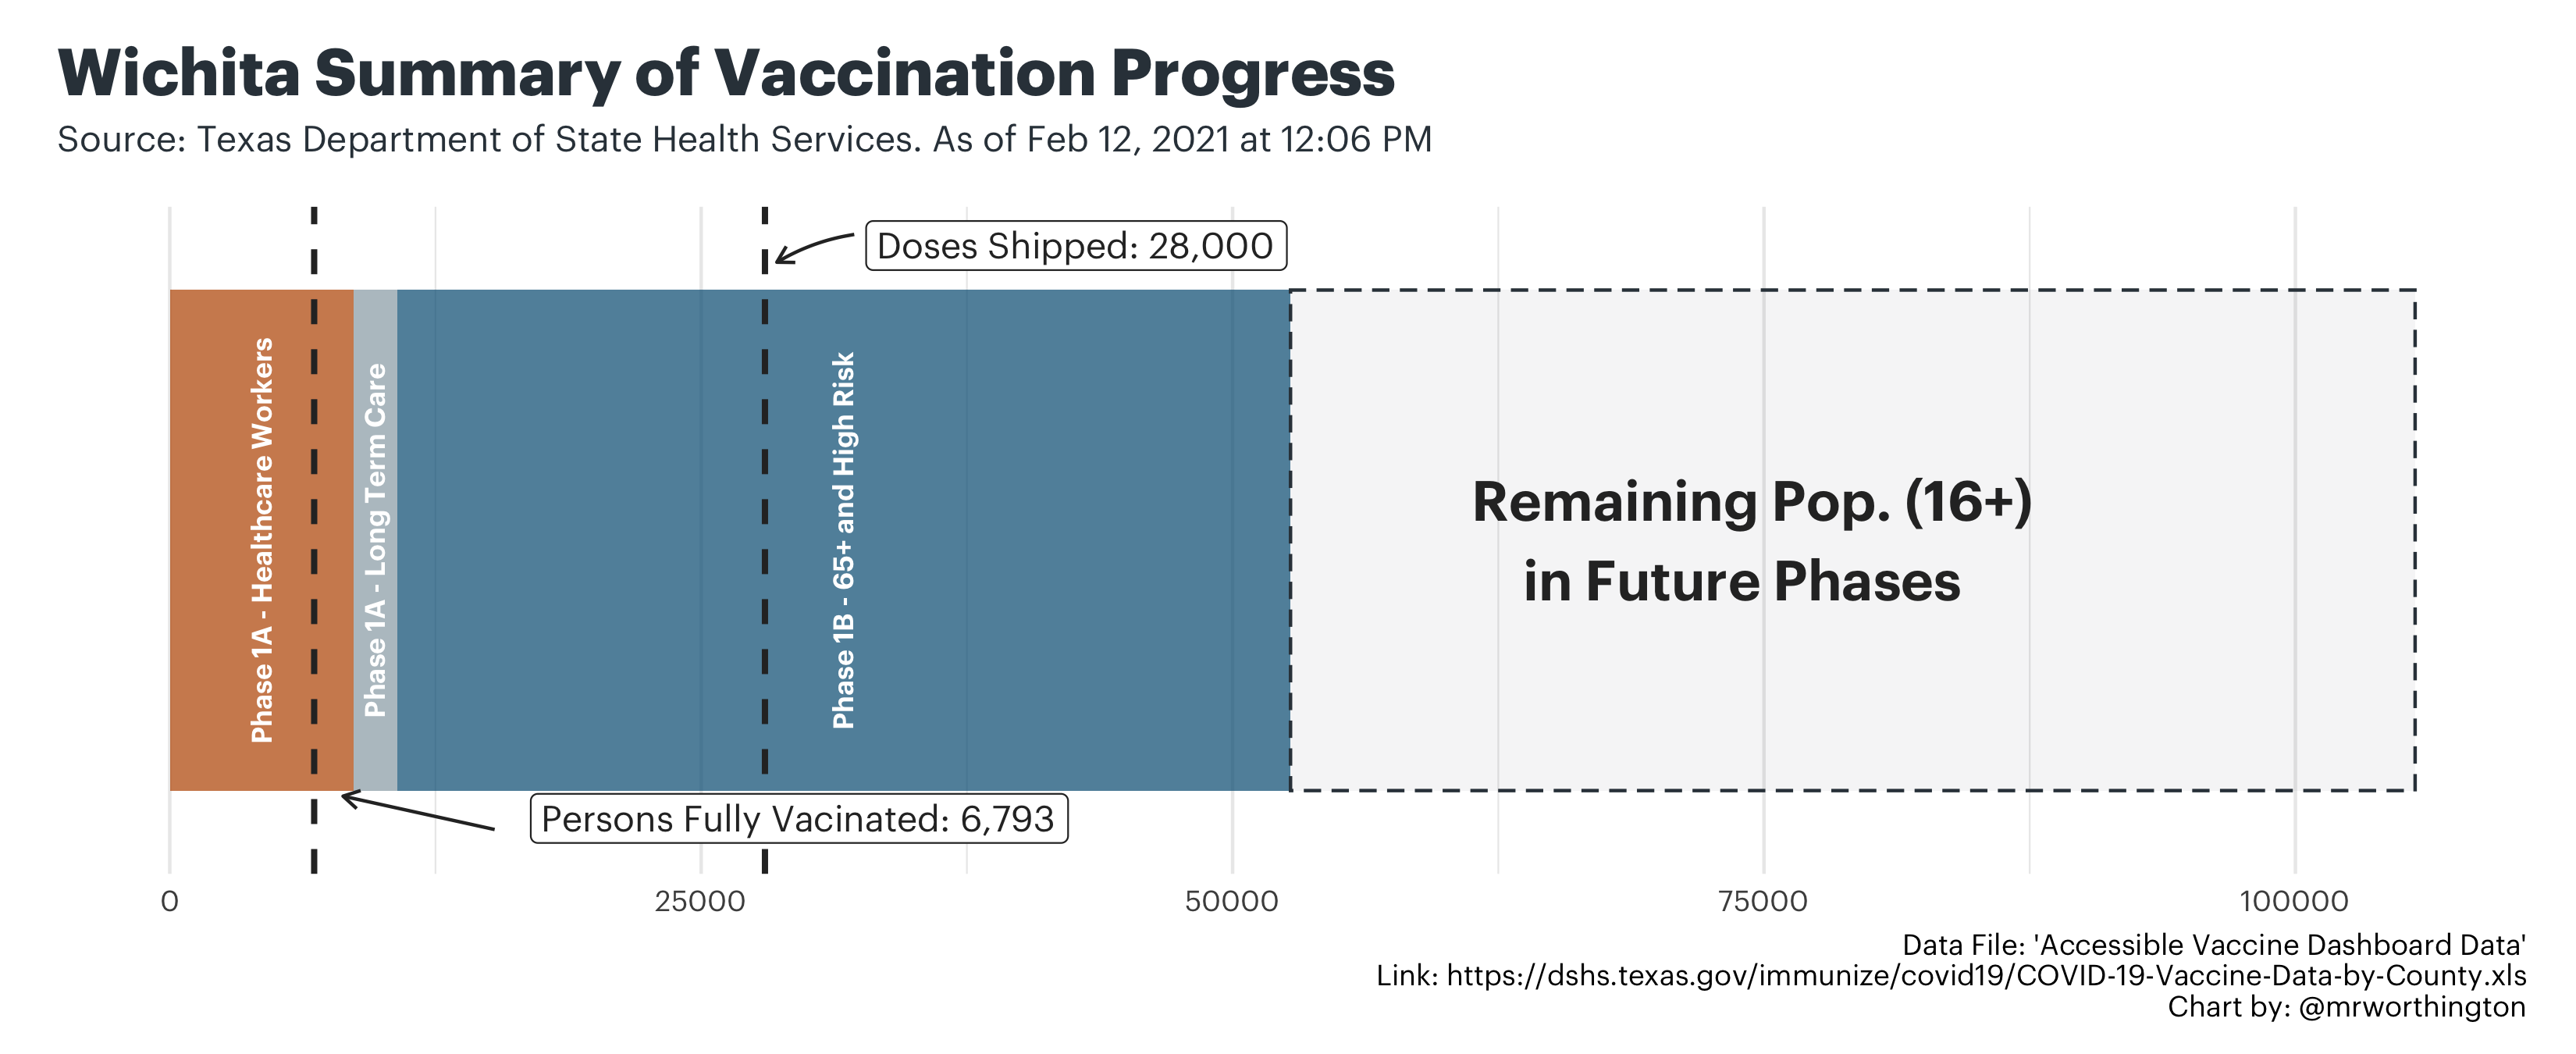 Wichita Summary of Vaccination Progress
Source: Texas Department of State Health Services. As of Feb 12, 2021 at 12:06 PM
Doses Shipped: 28,000
Phase 1A - Healthcare Workers
Phase 1A - Long Term Care
Phase 1B - 65+ and High Risk
Remaining Pop. (16+)
in Future Phases
Persons Fully Vacinated: 6,793
0 25000 50000 75000 100000
Data File: 'Accessible Vaccine Dashboard Data'
Link: https://dshs.texas.gov/immunize/covid19/COVID-19-Vaccine-Data-by-County.xls
Chart by: @mrworthington